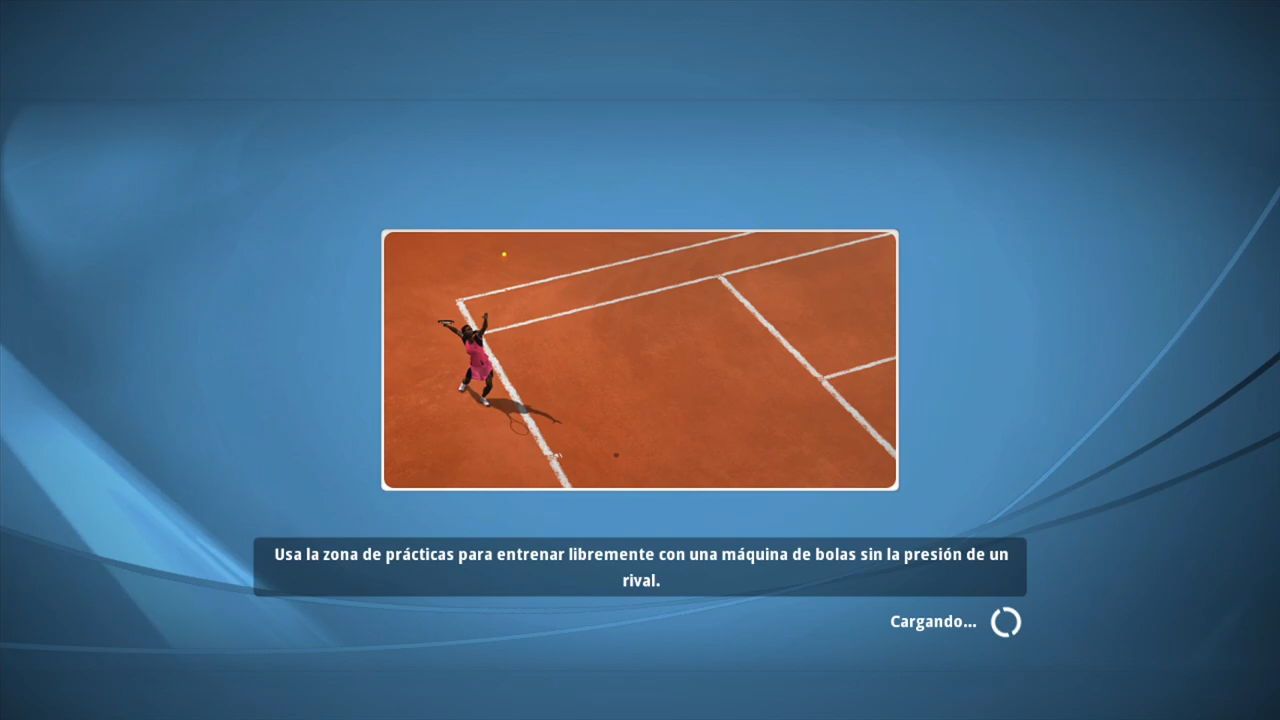 Usa la zona de prácticas para entrenar libremente con una máquina de bolas sin la presión de un
rival.
Cargando...